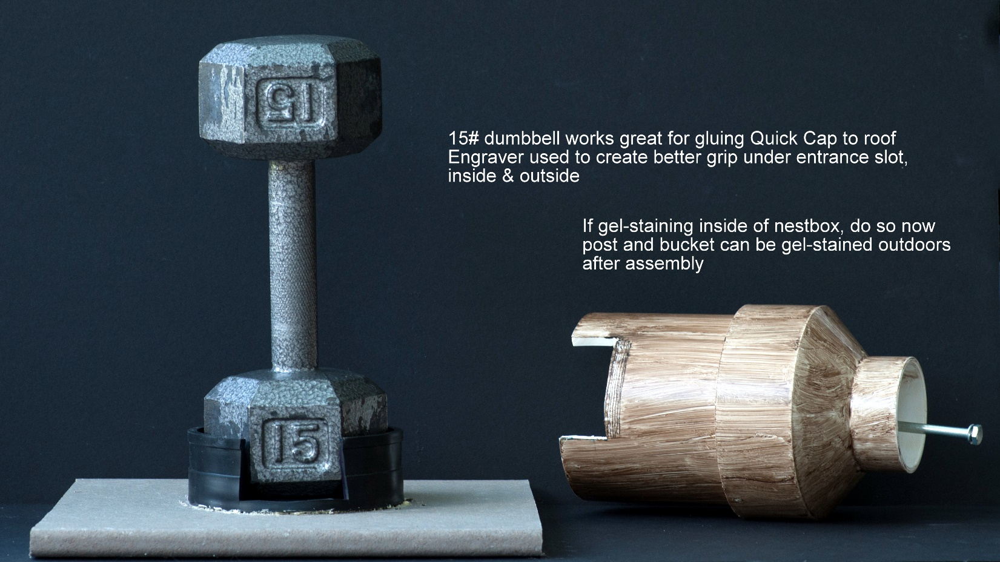 15
15# dumbbell works great for gluing Quick Cap to roof
Engraver used to create better grip under entrance slot,
inside & outside
If gel-staining inside of nestbox, do so now
post and bucket can be gel-stained outdoors
after assembly
15